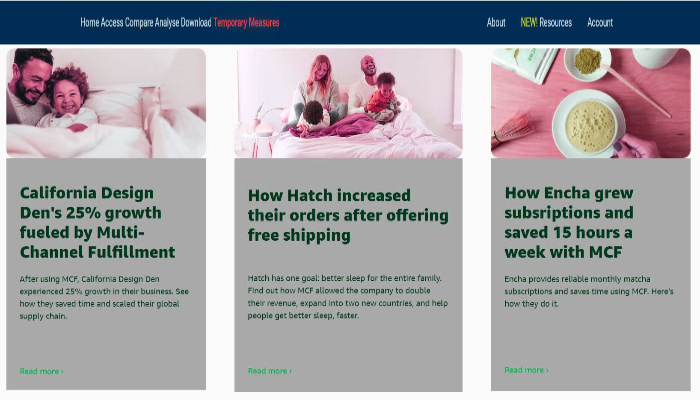 Home Access Compare Analyse Download Temporary Measures
About NEW! Resources Account
California Design
Den's 25% growth
fueled by Multi-
Channel Fulfillment
After using MCF, California Design Den
experienced 25% growth in their business. See
how they saved time and scaled their global
supply chain.
Read more ›
How Hatch increased
their orders after offering
free shipping
Hatch has one goal: better sleep for the entire family.
Find out how MCF allowed the company to double
their revenue, expand into two new countries, and help
people get better sleep, faster.
Read more ›
How Encha grew
subsriptions and
saved 15 hours a
week with MCF
Encha provides reliable monthly matcha
subscriptions and saves time using MCF. Here's
how they do it.
Read more ›